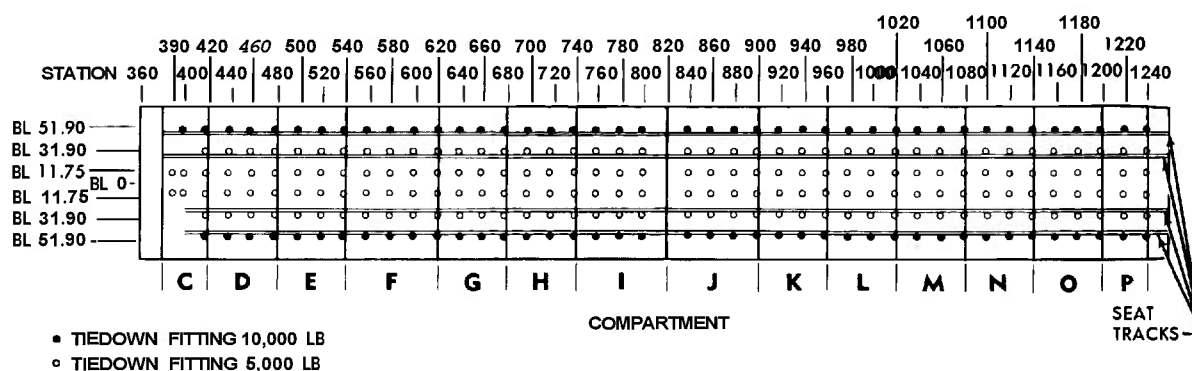 1020 1100 1180
390 420 460 500 540 580 620 660 700 740 780 820 860 900 940 980 1060 1140 1220
STATION 360 400 440 480 520 560 600 640 680 720 760 800 840 880 920 960 1000 1040 1080 1120 1160 1200 1240
BL 51.90
BL 31.90
BL 11.75
BL 0
BL 11.75
BL 31.90
BL 51.90
C D E F G H I J K L M N O P
COMPARTMENT
SEAT
TRACKS
TIEDOWN FITTING 10,000 LB
TIEDOWN FITTING 5,000 LB